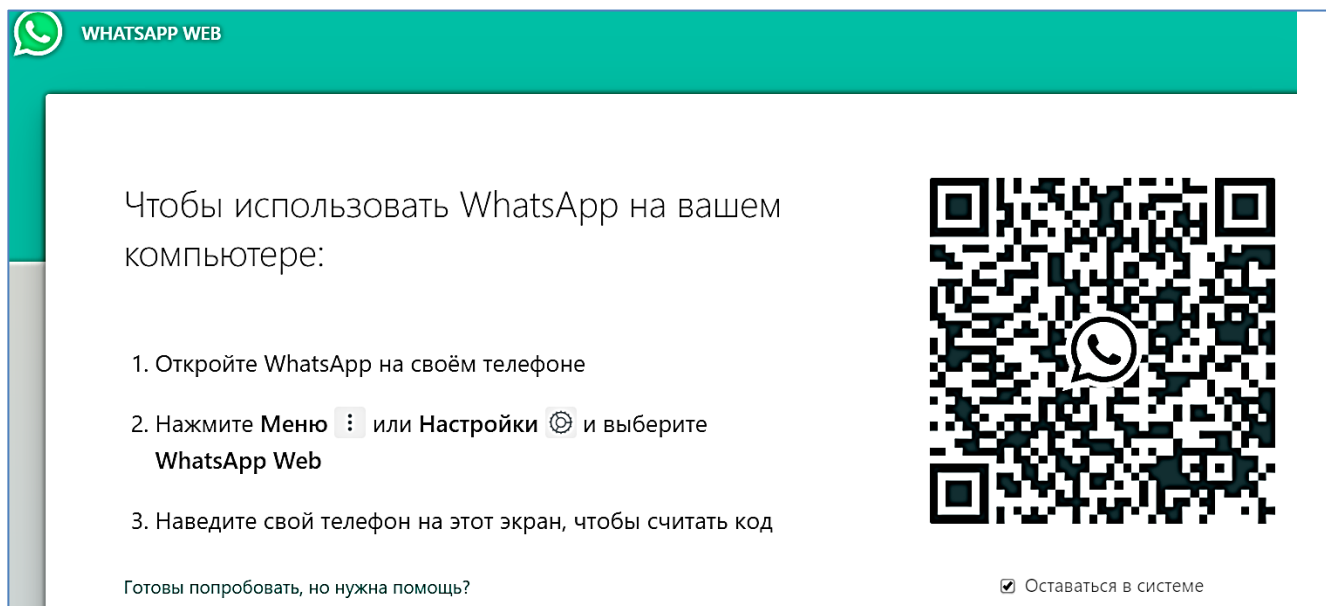 WHATSAPP WEB
Чтобы использовать WhatsApp на вашем
компьютере:
1. Откройте WhatsApp на своём телефоне
2. Нажмите Меню или Настройки и выберите
WhatsApp Web
3. Наведите свой телефон на этот экран, чтобы считать код
Готовы попробовать, но нужна помощь?
Оставаться в системе